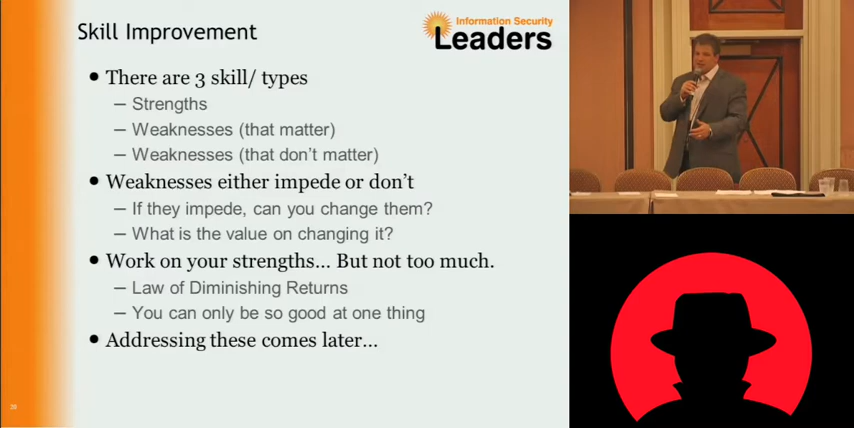 Skill Improvement
Information Security
Leaders
• There are 3 skill/ types
– Strengths
– Weaknesses (that matter)
– Weaknesses (that don't matter)
• Weaknesses either impede or don't
– If they impede, can you change them?
– What is the value on changing it?
• Work on your strengths... But not too much.
– Law of Diminishing Returns
– You can only be so good at one thing
• Addressing these comes later...